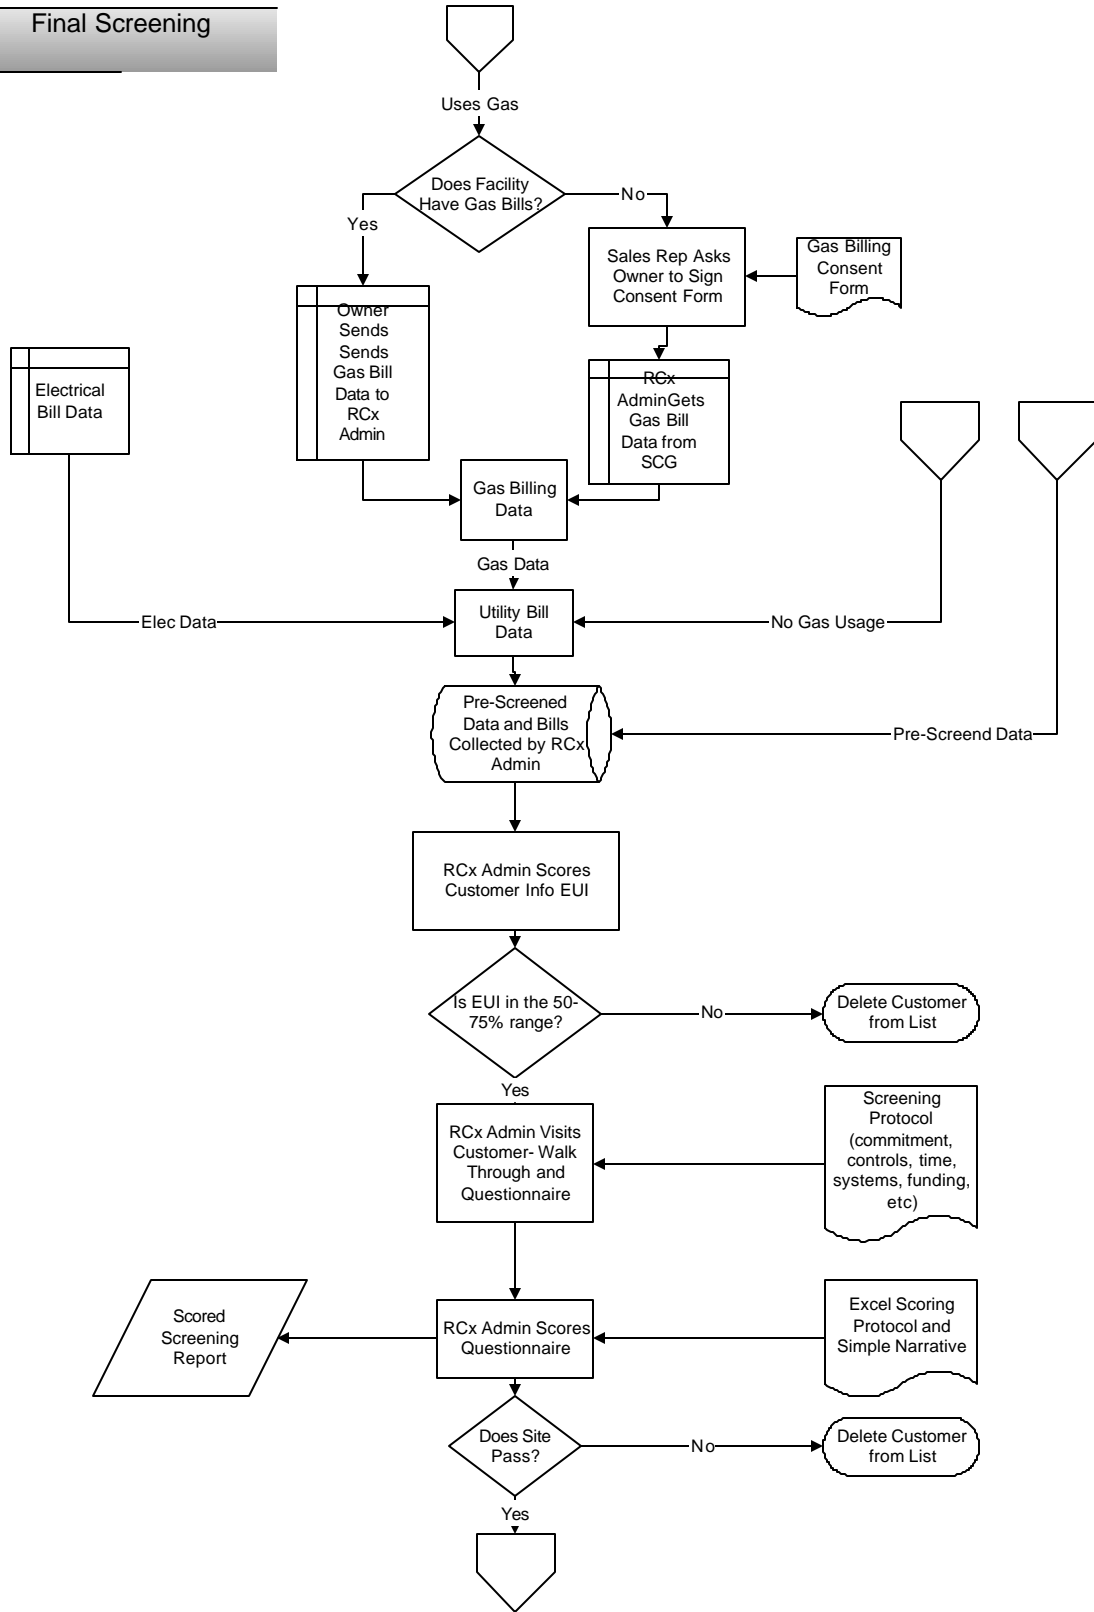 Final Screening
Uses Gas
Does Facility
Have Gas Bills?
Yes
No
Sales Rep Asks
Owner to Sign
Consent Form
Gas Billing
Consent
Form
Owner
Sends
Sends
Gas Bill
Data to
RCx
Admin
Electrical
Bill Data
RCx
AdminGets
Gas Bill
Data from
SCG
Gas Billing
Data
Gas Data
Elec Data
Utility Bill
Data
No Gas Usage
Pre-Screened
Data and Bills
Collected by RCx
Admin
Pre-Screend Data
RCx Admin Scores
Customer Info EUI
Is EUI in the 50-
75% range?
No
Delete Customer
from List
Yes
RCx Admin Visits
Customer- Walk
Through and
Questionnaire
Screening
Protocol
(commitment,
controls, time,
systems, funding,
etc)
Scored
Screening
Report
RCx Admin Scores
Questionnaire
Excel Scoring
Protocol and
Simple Narrative
Does Site
Pass?
No
Delete Customer
from List
Yes